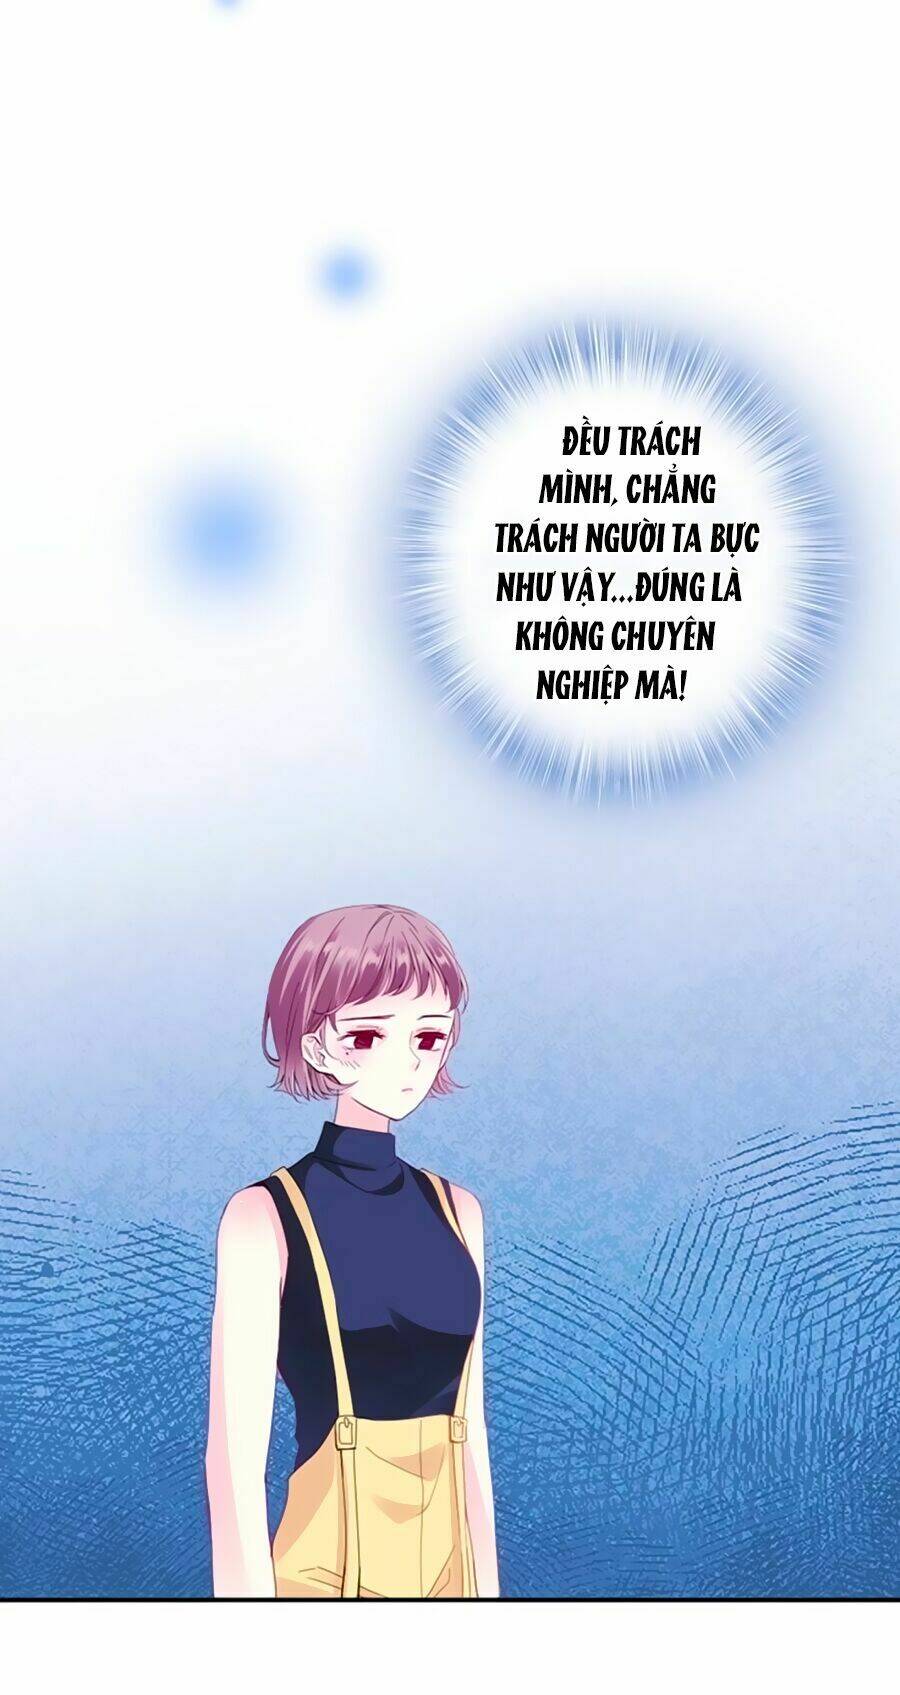 ĐỀU TRÁCH
MÌNH, CHẲNG
TRÁCH NGƯỜI TA BỰC
NHƯ VẬY...ĐÚNG LÀ
KHÔNG CHUYÊN
NGHIỆP MÀ!